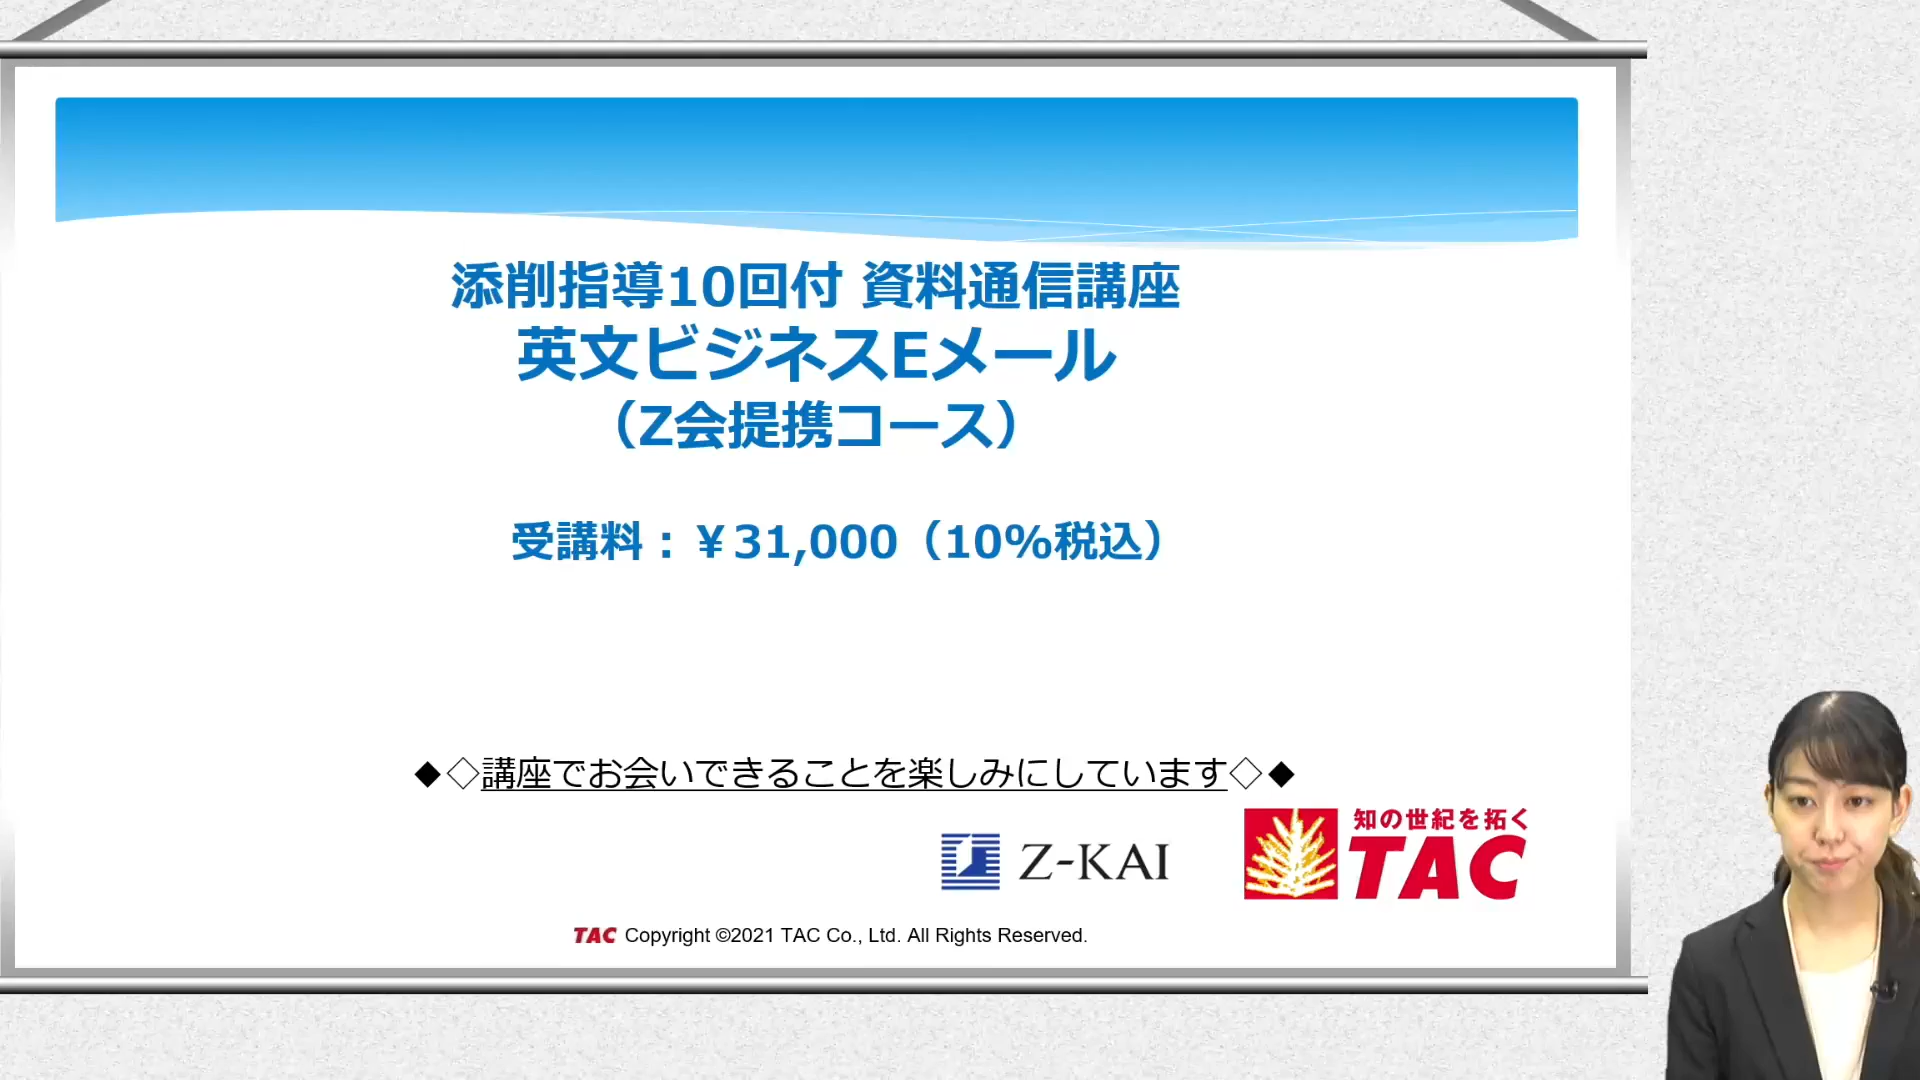 添削指導10回付 資料通信講座
英文ビジネスEメール
（Z会提携コース）
受講料：￥31,000（10%税込）
◆◇講座でお会いできることを楽しみにしています◇◆
Z-KAI
知の世紀を拓く
TAC
TAC Copyright ©2021 TAC Co., Ltd. All Rights Reserved.